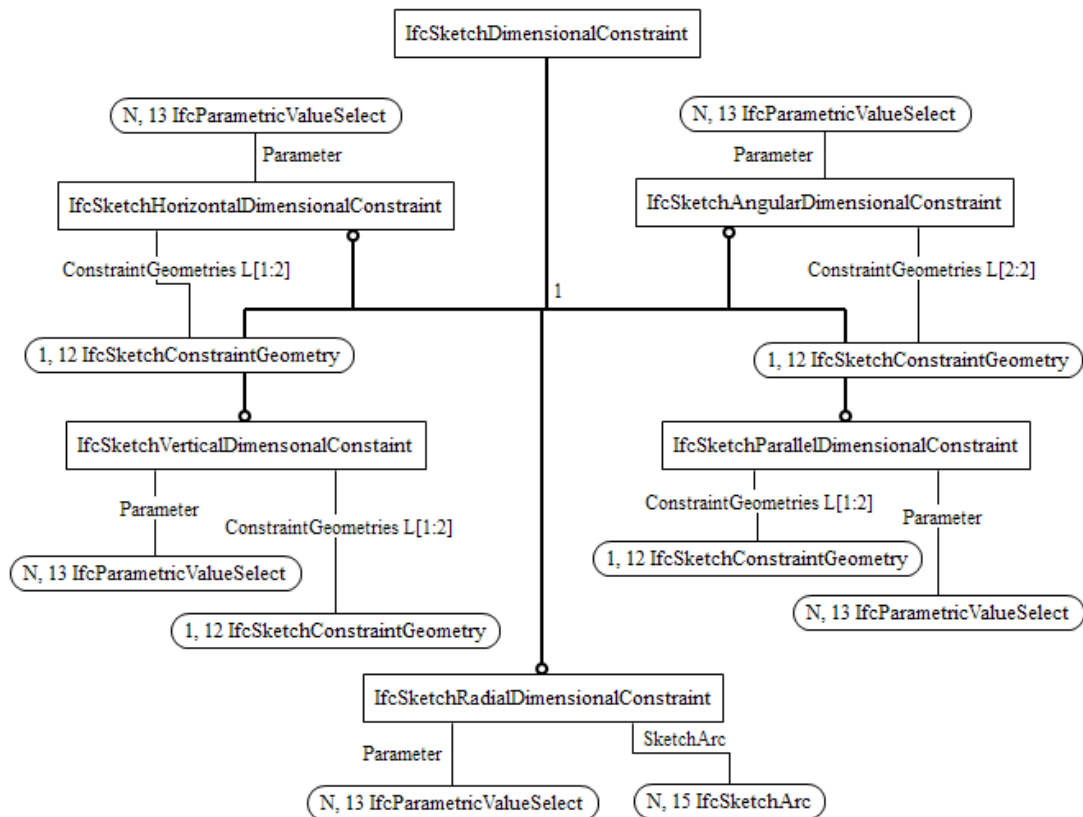 IfcSketchDimensionalConstraint
N, 13 IfcParametricValueSelect
N, 13 IfcParametricValueSelect
Parameter
Parameter
IfcSketchHorizontalDimensionalConstraint
IfcSketchAngularDimensionalConstraint
ConstraintGeometries L[1:2]
ConstraintGeometries L[2:2]
1
1, 12 IfcSketchConstraintGeometry
1, 12 IfcSketchConstraintGeometry
IfcSketchVerticalDimensonalConstaint
IfcSketchParallelDimensionalConstraint
Parameter
ConstraintGeometries L[1:2]
ConstraintGeometries L[1:2]
Parameter
N, 13 IfcParametricValueSelect
1, 12 IfcSketchConstraintGeometry
1, 12 IfcSketchConstraintGeometry
N, 13 IfcParametricValueSelect
IfcSketchRadialDimensionalConstraint
Parameter
SketchArc
N, 13 IfcParametricValueSelect
N, 15 IfcSketchArc